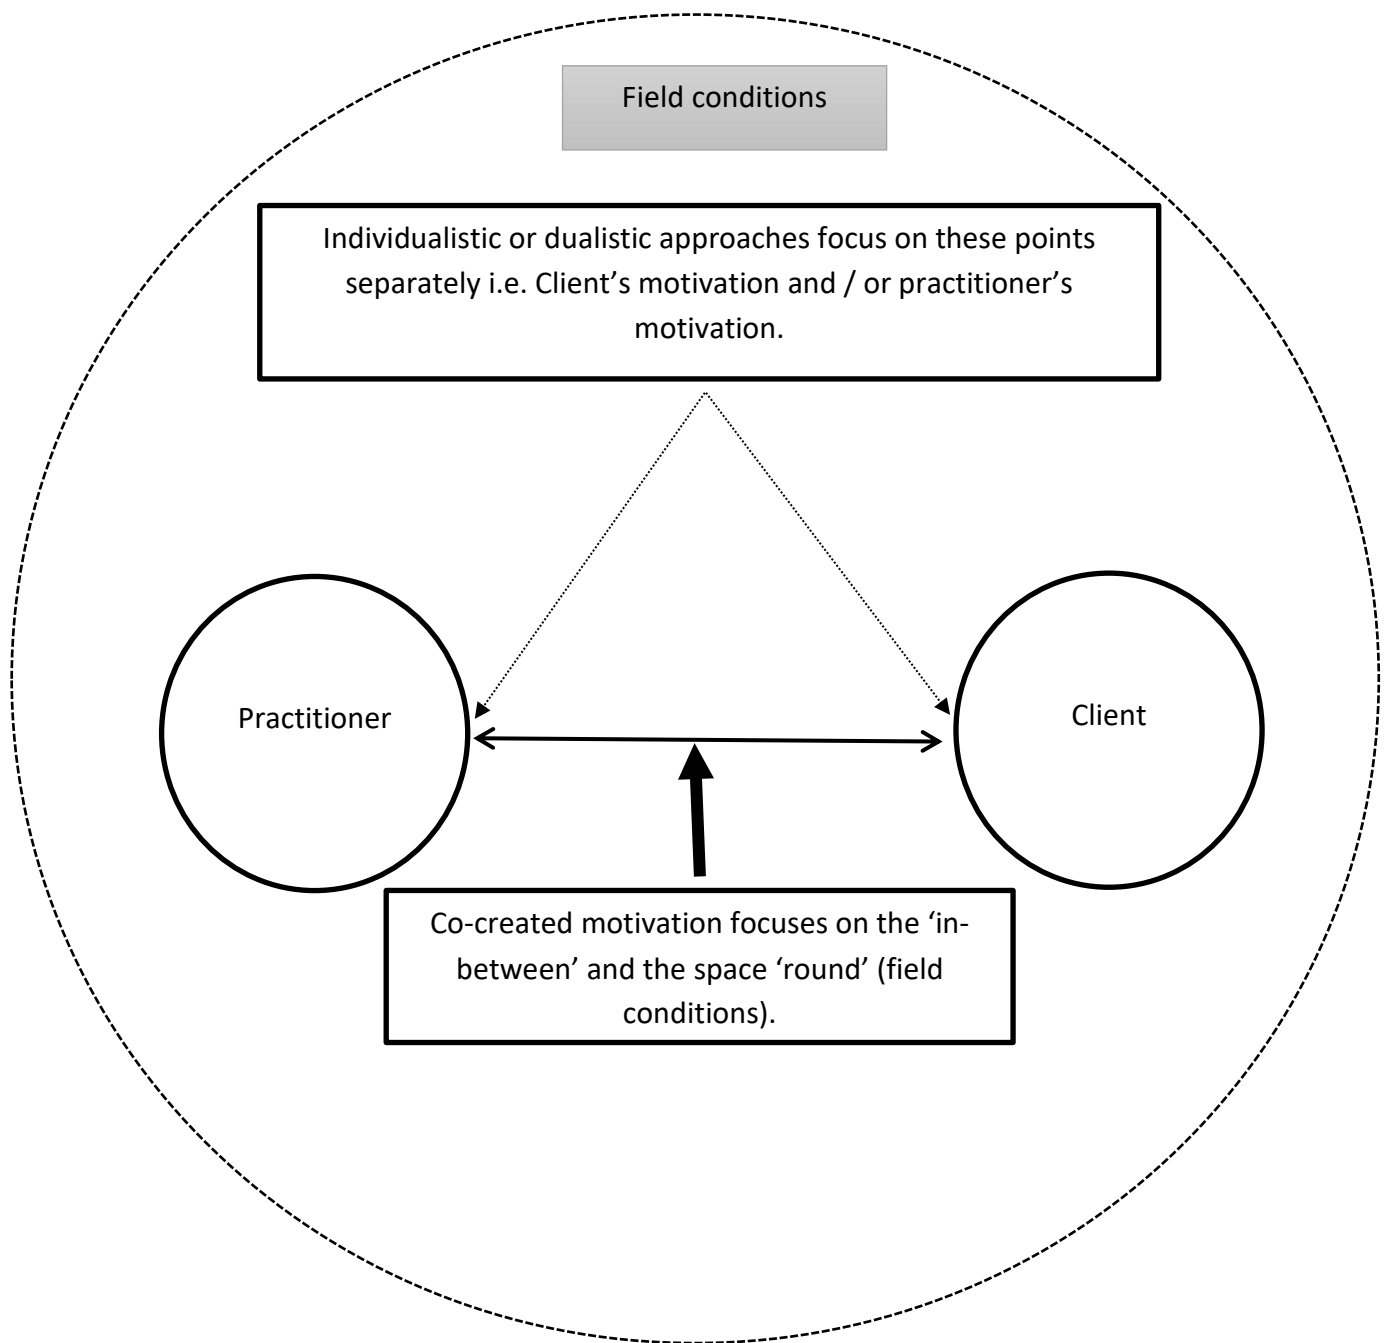 Field conditions
Individualistic or dualistic approaches focus on these points
separately i.e. Client’s motivation and / or practitioner’s
motivation.
Practitioner
Client
Co-created motivation focuses on the ‘in-
between’ and the space ‘round’ (field
conditions).